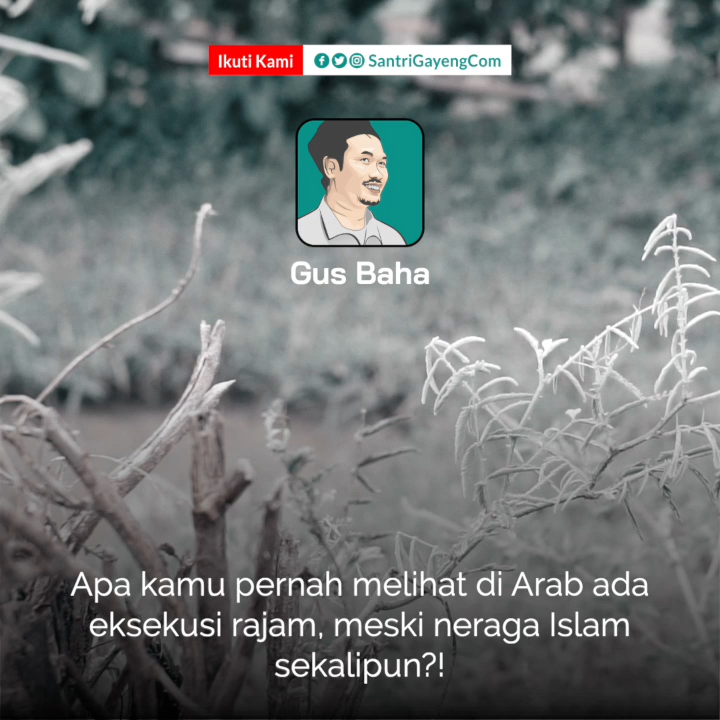 Ikuti Kami SantriGayengCom
Gus Baha
Apa kamu pernah melihat di Arab ada
eksekusi rajam, meski neraga Islam
sekalipun?!